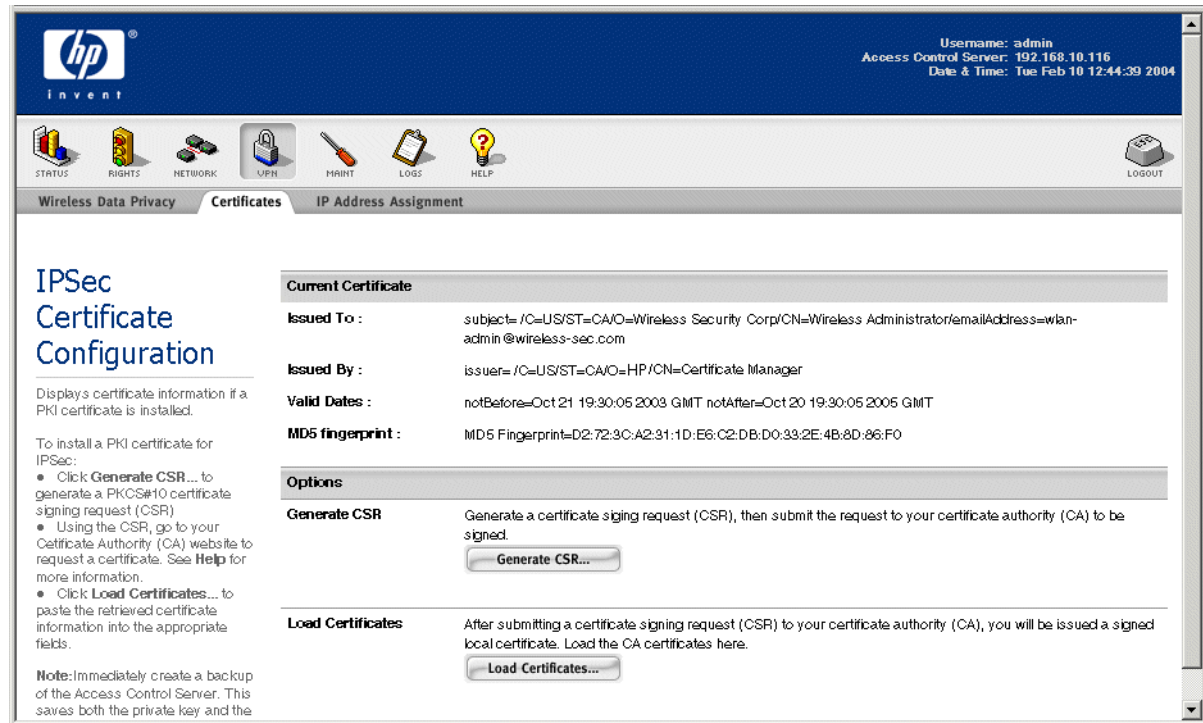 hp
®
invent
Username: admin
Access Control Server: 192.168.10.116
Date & Time: Tue Feb 10 12:44:39 2004
STATUS
RIGHTS
NETWORK
VPN
MAINT
LOGS
HELP
LOGOUT
Wireless Data Privacy
Certificates
IP Address Assignment
IPSec
Certificate
Configuration
Displays certificate information if a
PKI certificate is installed.
To install a PKI certificate for
IPSec:
● Click Generate CSR... to
generate a PKCS#10 certificate
signing request (CSR)
● Using the CSR, go to your
Cetificate Authority (CA) website to
request a certificate. See Help for
more information.
● Click Load Certificates... to
paste the retrieved certificate
information into the appropriate
fields.
Note: Immediately create a backup
of the Access Control Server. This
saves both the private key and the
Current Certificate
Issued To :
subject= /C=US/ST=CA/O=Wireless Security Corp/CN=Wireless Administrator/emailAddress=wlan-
admin@wireless-sec.com
Issued By :
issuer= /C=US/ST=CA/O=HP/CN=Certificate Manager
Valid Dates :
notBefore=Oct 21 19:30:05 2003 GMT notAfter=Oct 20 19:30:05 2005 GMT
MD5 fingerprint :
MD5 Fingerprint=D2:72:3C:A2:31:1D:E6:C2:DB:D0:33:2E:4B:8D:86:F0
Options
Generate CSR
Generate a certificate siging request (CSR), then submit the request to your certificate authority (CA) to be
signed.
Generate CSR...
Load Certificates
After submitting a certificate signing request (CSR) to your certificate authority (CA), you will be issued a signed
local certificate. Load the CA certificates here.
Load Certificates...